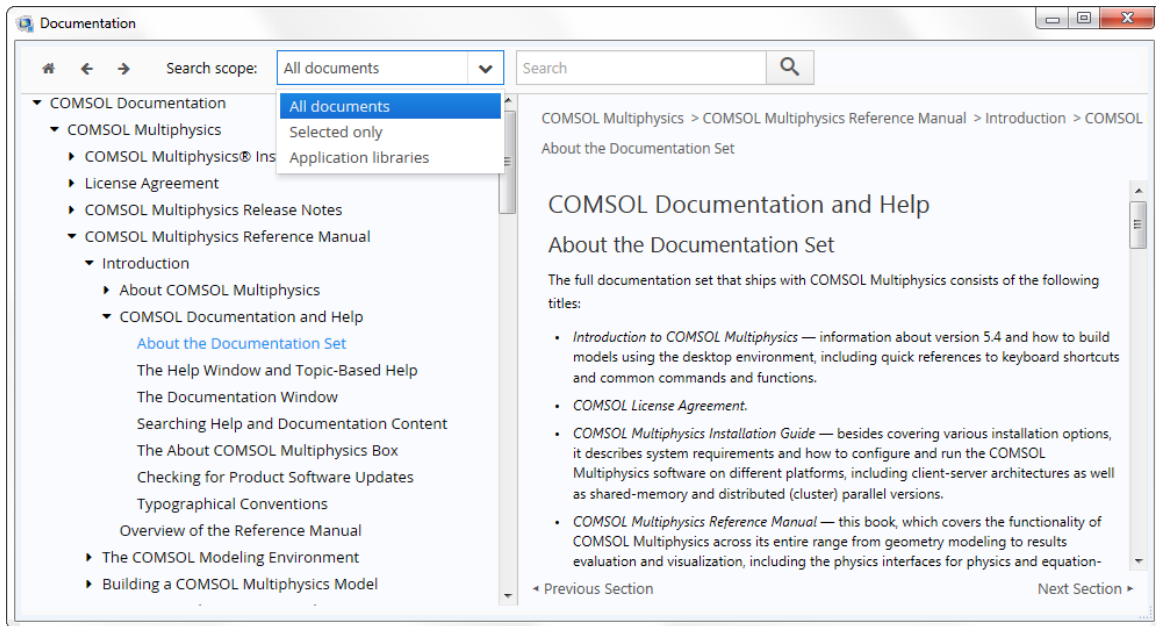 Documentation
Search scope:
All documents
Search
All documents
Selected only
Application libraries
COMSOL Documentation
COMSOL Multiphysics
COMSOL Multiphysics® Ins
License Agreement
COMSOL Multiphysics Release Notes
COMSOL Multiphysics Reference Manual
Introduction
About COMSOL Multiphysics
COMSOL Documentation and Help
About the Documentation Set
The Help Window and Topic-Based Help
The Documentation Window
Searching Help and Documentation Content
The About COMSOL Multiphysics Box
Checking for Product Software Updates
Typographical Conventions
Overview of the Reference Manual
The COMSOL Modeling Environment
Building a COMSOL Multiphysics Model
COMSOL Multiphysics > COMSOL Multiphysics Reference Manual > Introduction > COMSOL
About the Documentation Set
COMSOL Documentation and Help
About the Documentation Set
The full documentation set that ships with COMSOL Multiphysics consists of the following
titles:
• Introduction to COMSOL Multiphysics — information about version 5.4 and how to build
models using the desktop environment, including quick references to keyboard shortcuts
and common commands and functions.
• COMSOL License Agreement.
• COMSOL Multiphysics Installation Guide — besides covering various installation options,
it describes system requirements and how to configure and run the COMSOL
Multiphysics software on different platforms, including client-server architectures as well
as shared-memory and distributed (cluster) parallel versions.
• COMSOL Multiphysics Reference Manual — this book, which covers the functionality of
COMSOL Multiphysics across its entire range from geometry modeling to results
evaluation and visualization, including the physics interfaces for physics and equation-
Previous Section
Next Section